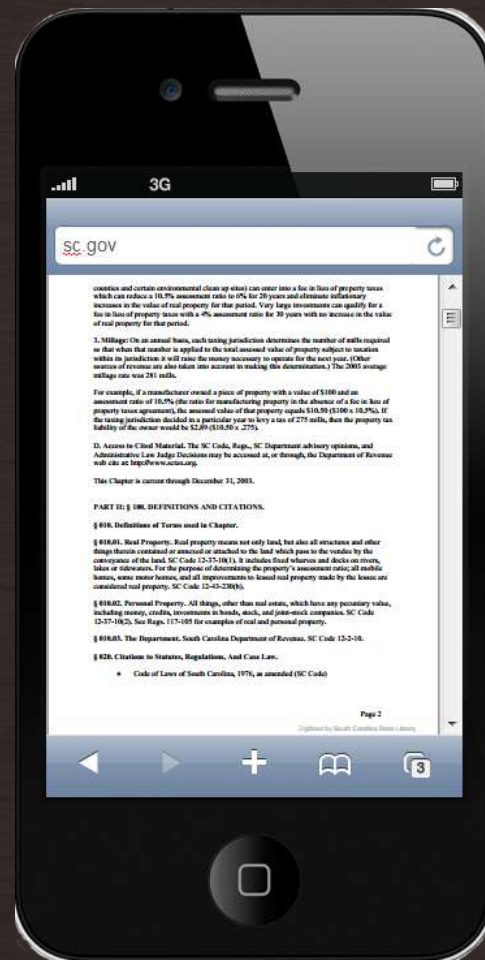 3G
sc.gov
counties and certain environmental clean up sites) can enter into a fee in lieu of property taxes
which can reduce a 10.5% assessment ratio to 6% for 20 years and eliminate inflationary
increases in the value of real property for that period. Very large investments can qualify for a
fee in lieu of property taxes with a 4% assessment ratio for 30 years with no increase in the value
of real property for that period.
3. Millage: On an annual basis, each taxing jurisdiction determines the number of mills required
so that when that number is applied to the total assessed value of property subject to taxation
within its jurisdiction it will raise the money necessary to operate for the next year. (Other
sources of revenue are also taken into account in making this determination.) The 2003 average
millage rate was 281 mills.
For example, if a manufacturer owned a piece of property with a value of $100 and an
assessment ratio of 10.5% (the ratio for manufacturing property in the absence of a fee in lieu of
property taxes agreement), the assessed value of that property equals $10.50 ($100 x 10.5%). If
the taxing jurisdiction decided in a particular year to levy a tax of 275 mills, then the property tax
liability of the owner would be $2.89 ($10.50 x .275).
D. Access to Cited Material. The SC Code, Regs., SC Department advisory opinions, and
Administrative Law Judge Decisions may be accessed at, or through, the Department of Revenue
web cite at: http://www.sctax.org.
This Chapter is current through December 31, 2003.
PART II: § 100. DEFINITIONS AND CITATIONS.
§ 010. Definitions of Terms used in Chapter.
§ 010.01. Real Property. Real property means not only land, but also all structures and other
things therein contained or annexed or attached to the land which pass to the vendee by the
conveyance of the land. SC Code 12-37-10(1). It includes fixed wharves and docks on rivers,
lakes or tidewaters. For the purpose of determining the property's assessment ratio; all mobile
homes, some motor homes, and all improvements to leased real property made by the lessee are
considered real property. SC Code 12-43-230(b).
§ 010.02. Personal Property. All things, other than real estate, which have any pecuniary value,
including money, credits, investments in bonds, stock, and joint-stock companies. SC Code
12-37-10(2). See Regs. 117-105 for examples of real and personal property.
§ 010.03. The Department. South Carolina Department of Revenue. SC Code 12-2-10.
§ 020. Citations to Statutes, Regulations, And Case Law.
• Code of Laws of South Carolina, 1976, as amended (SC Code)
Page 2
Digitized by South Carolina State Library
3